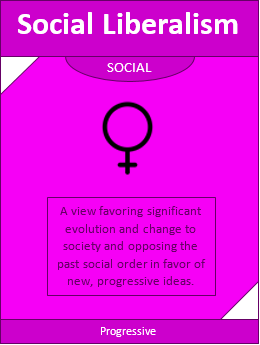 Social Liberalism
SOCIAL
A view favoring significant
evolution and change to
society and opposing the
past social order in favor of
new, progressive ideas.
Progressive